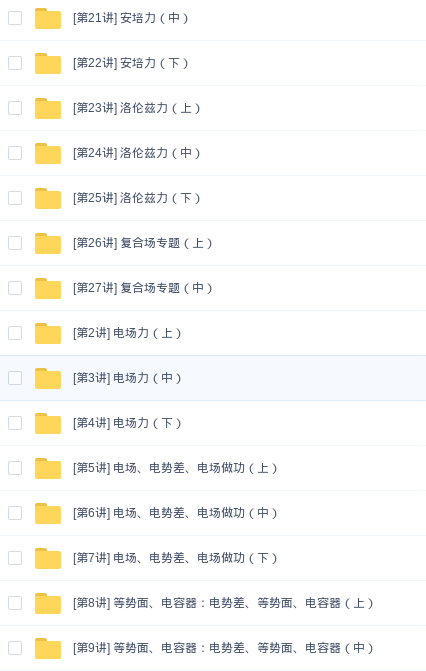 [第21讲] 安培力（中）
[第22讲] 安培力（下）
[第23讲] 洛伦兹力（上）
[第24讲] 洛伦兹力（中）
[第25讲] 洛伦兹力（下）
[第26讲] 复合场专题（上）
[第27讲] 复合场专题（中）
[第2讲] 电场力（上）
[第3讲] 电场力（中）
[第4讲] 电场力（下）
[第5讲] 电场、电势差、电场做功（上）
[第6讲] 电场、电势差、电场做功（中）
[第7讲] 电场、电势差、电场做功（下）
[第8讲] 等势面、电容器：电势差、等势面、电容器（上）
[第9讲] 等势面、电容器：电势差、等势面、电容器（中）